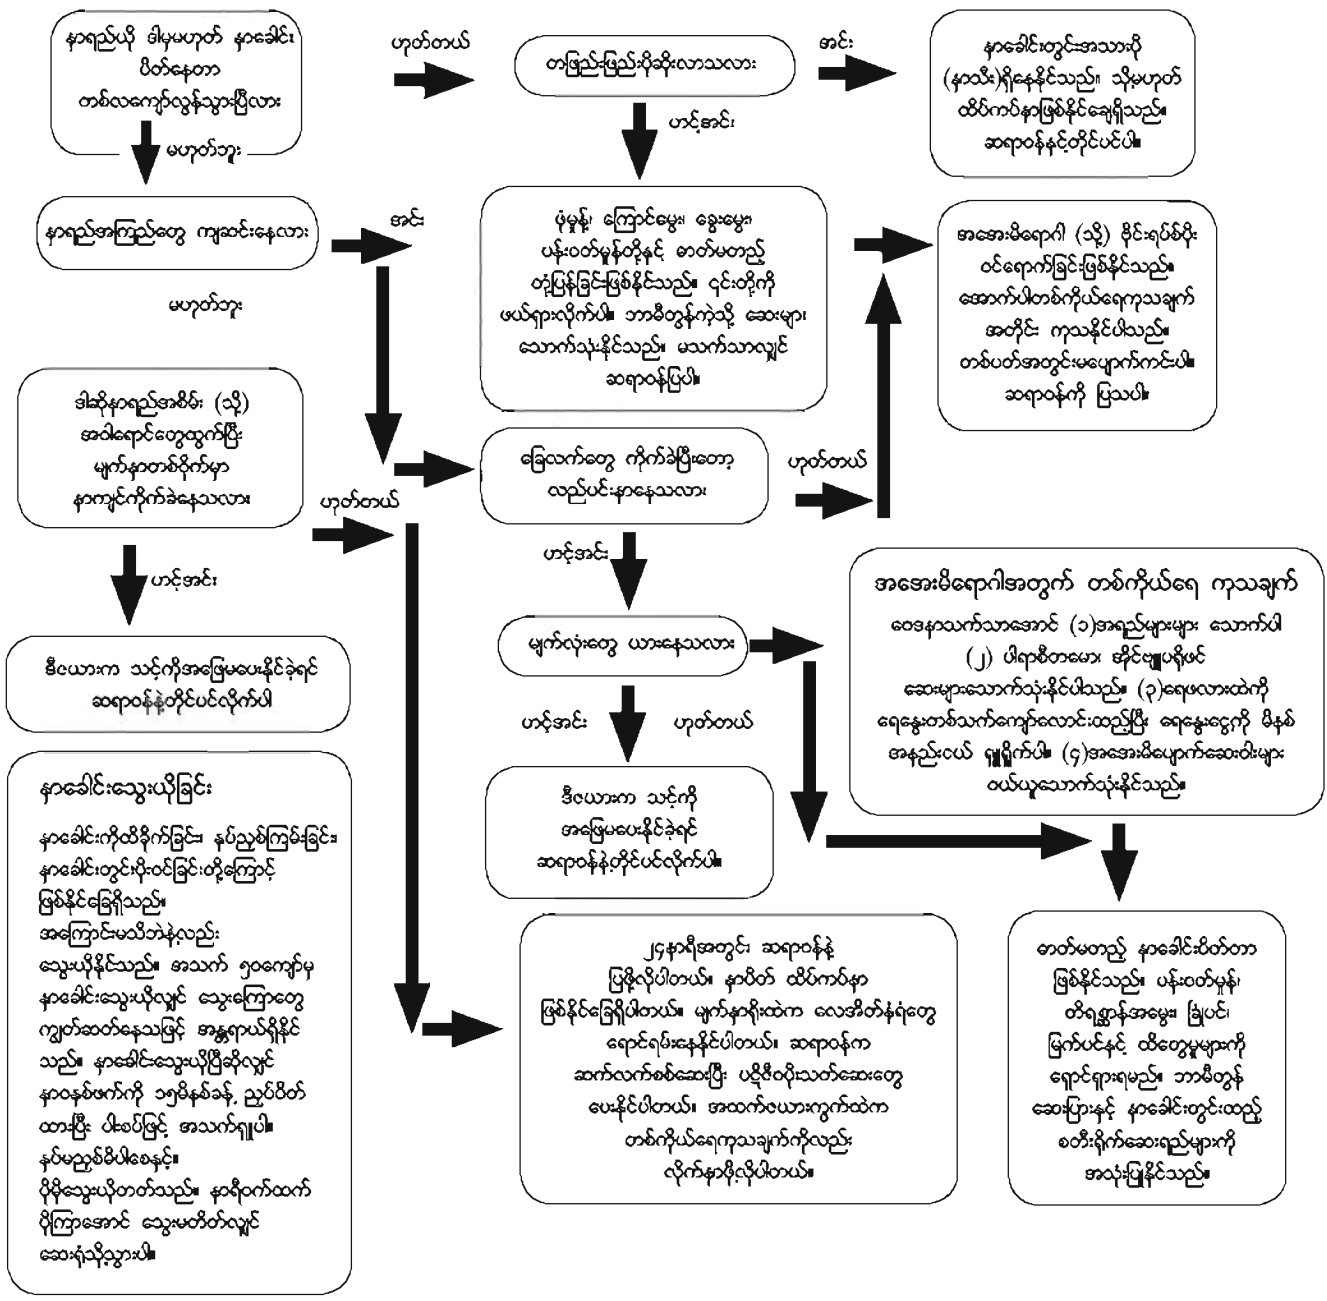 နှာရည်ယို ဒါမှမဟုတ် နှာခေါင်း
ပိတ်နေတာ
တစ်လကျော်လွန်သွားပြီလား
ဟုတ်တယ်
တဖြည်းဖြည်းပိုဆိုးလာသလား
အင်း
နှာခေါင်းတွင်းအသားပို
(နှာသီး)ရှိနေနိုင်သည်။ သို့မဟုတ်
ထိပ်ကပ်နာဖြစ်နိုင်ချေရှိသည်။
ဆရာဝန်နှင့်တိုင်ပင်ပါ။
မဟုတ်ဘူး
ဟင့်အင်း
နှာရည်အကြည်တွေ ကျဆင်းနေလား
အင်း
ဖုံမှုန့်၊ ကြောင်မွေး၊ ခွေးမွေး၊
ပန်းဝတ်မှုန်တို့နှင့် ဓာတ်မတည့်
တုံ့ပြန်ခြင်းဖြစ်နိုင်သည်။ ၎င်းတို့ကို
ဖယ်ရှားလိုက်ပါ။ ဘာမီတွန်ကဲ့သို့ ဆေးများ
သောက်သုံးနိုင်သည်။ မသက်သာလျှင်
ဆရာဝန်ပြပါ။
အအေးမိရောဂါ (သို့) ဗိုင်းရပ်စ်ပိုး
ဝင်ရောက်ခြင်းဖြစ်နိုင်သည်။
အောက်ပါတစ်ကိုယ်ရေကုသချက်
အတိုင်း ကုသနိုင်ပါသည်။
တစ်ပတ်အတွင်းမပျောက်ကင်းပါ။
ဆရာဝန်ကို ပြသပါ။
မဟုတ်ဘူး
ဒါဆိုနှာရည်အစိမ်း (သို့)
အဝါရောင်တွေထွက်ပြီး
မျက်နှာတစ်ဝိုက်မှာ
နာကျင်ကိုက်ခဲနေသလား
ဟုတ်တယ်
ခြေလက်တွေ ကိုက်ခဲပြီးတော့
လည်ပင်းနာနေသလား
ဟုတ်တယ်
ဟင့်အင်း
ဟင့်အင်း
မျက်လုံးတွေ ယားနေသလား
ဟင့်အင်း
ဟုတ်တယ်
ဒီဇယားက သင့်ကိုအဖြေမပေးနိုင်ခဲ့ရင်
ဆရာဝန်နဲ့တိုင်ပင်လိုက်ပါ
ဒီဇယားက သင့်ကို
အဖြေမပေးနိုင်ခဲ့ရင်
ဆရာဝန်နဲ့တိုင်ပင်လိုက်ပါ။
အအေးမိရောဂါအတွက် တစ်ကိုယ်ရေ ကုသချက်
ဝေဒနာသက်သာအောင် (၁)အရည်များများ သောက်ပါ
(၂) ပါရာစီတမော၊ အိုင်ဗျူပရိုဖင်
ဆေးများသောက်သုံးနိုင်ပါသည်။ (၃)ရေဖလားထဲကို
ရေနွေးတစ်သက်ကျော်လောင်းထည့်ပြီး ရေနွေးငွေ့ကို မိနစ်
အနည်းငယ် ရှူရှိုက်ပါ။ (၄)အအေးမိပျောက်ဆေးဝါးများ
ဝယ်ယူသောက်သုံးနိုင်သည်။
နှာခေါင်းသွေးယိုခြင်း
နှာခေါင်းကိုထိခိုက်ခြင်း၊ နှပ်ညှစ်ကြမ်းခြင်း၊
နှာခေါင်းတွင်းပိုးဝင်ခြင်းတို့ကြောင့်
ဖြစ်နိုင်ခြေရှိသည်။
အကြောင်းမသိဘဲနဲ့လည်း
သွေးယိုနိုင်သည်။ အသက် ၅၀ကျော်မှ
နှာခေါင်းသွေးယိုလျှင် သွေးကြောတွေ
ကျွတ်ဆတ်နေသဖြင့် အန္တရာယ်ရှိနိုင်
သည်။ နှာခေါင်းသွေးယိုပြီဆိုလျှင်
နှာဝနှစ်ဖက်ကို ၁၅မိနစ်ခန့် ညှပ်ပိတ်
ထားပြီး ပါးစပ်ဖြင့် အသက်ရှူပါ။
နှပ်မညှစ်မိပါစေနှင့်။
ပိုမိုသွေးယိုတတ်သည်။ နာရီဝက်ထက်
ပိုကြာအောင် သွေးမတိတ်လျှင်
ဆေးရုံသို့သွားပါ။
၂၄နာရီအတွင်း ဆရာဝန်နဲ့
ပြဖို့လိုပါတယ်။ နှာပိတ် ထိပ်ကပ်နာ
ဖြစ်နိုင်ခြေရှိပါတယ်။ မျက်နှာရိုးထဲက လေအိတ်နံရံတွေ
ရောင်ရမ်းနေနိုင်ပါတယ်။ ဆရာဝန်က
ဆက်လက်စစ်ဆေးပြီး ပဋိဇီဝပိုးသတ်ဆေးတွေ
ပေးနိုင်ပါတယ်။ အထက်ဇယားကွက်ထဲက
တစ်ကိုယ်ရေကုသချက်ကိုလည်း
လိုက်နာဖို့လိုပါတယ်။
ဓာတ်မတည့် နှာခေါင်းပိတ်တာ
ဖြစ်နိုင်သည်။ ပန်းဝတ်မှုန်၊
တိရစ္ဆာန်အမွေး၊ ခြုံပင်၊
မြက်ပင်နှင့် ထိတွေ့မှုများကို
ရှောင်ရှားရမည်။ ဘာမီတွန်
ဆေးပြားနှင့် နှာခေါင်းတွင်းထည့်
စတီးရိုက်ဆေးရည်များကို
အသုံးပြုနိုင်သည်။